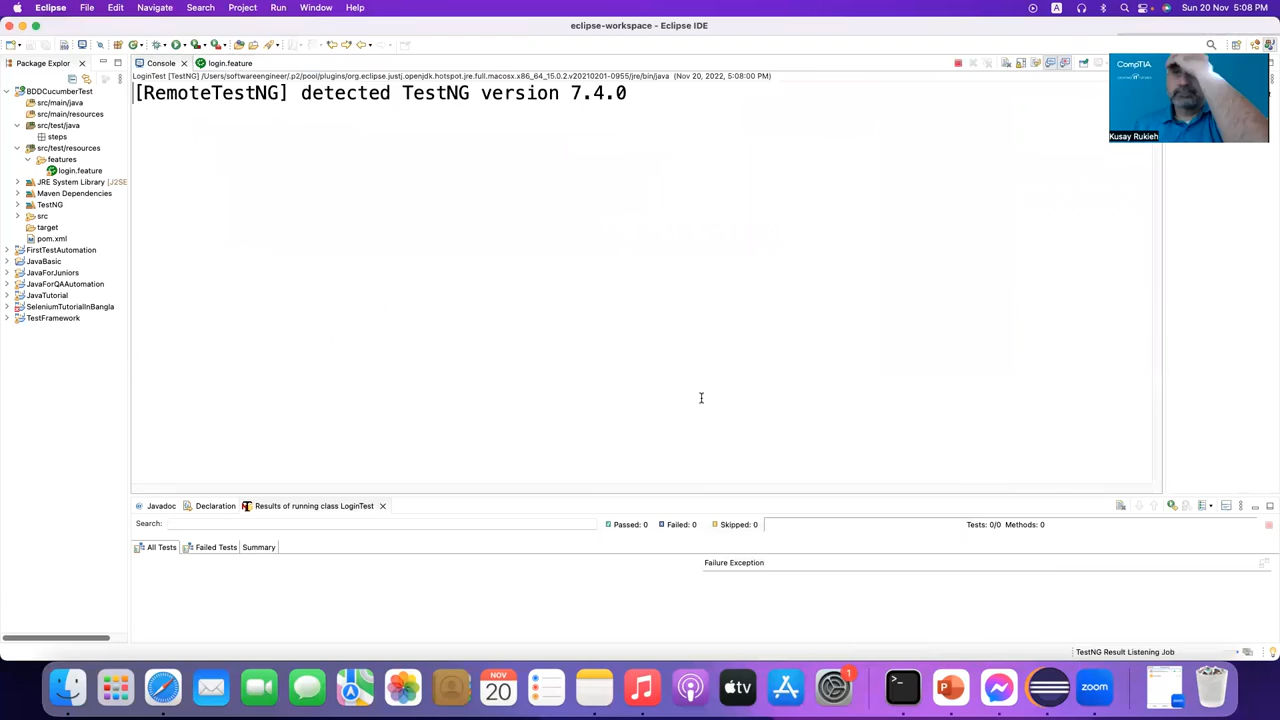 Eclipse File Edit Source Refactor Navigate Search Project Run Window Help
Sun 20 Nov 5:08 PM
eclipse-workspace - Eclipse IDE
Package Explor
Console
login.feature
LoginTest [TestNG] /Users/softwareengineer/.p2/pool/plugins/org.eclipse.justj.openjdk.hotspot.jre.full.macosx.x86_64_15.0.2.v20210201-0955/jre/bin/java (Nov 20, 2022, 5:08:00 PM)
[RemoteTestNG] detected TestNG version 7.4.0
BDDCucumberTest
src/main/java
src/main/resources
src/test/java
steps
src/test/resources
features
login.feature
JRE System Library [J2SE
Maven Dependencies
TestNG
src
target
pom.xml
FirstTestAutomation
JavaBasic
JavaForJuniors
JavaForQAAutomation
JavaTutorial
SeleniumTutorialInBangla
TestFramework
CompTIA
Kusay Rukieh
Javadoc
Declaration
Results of running class LoginTest
Search:
Passed: 0
Failed: 0
Skipped: 0
Tests: 0/0 Methods: 0
All Tests
Failed Tests
Summary
Failure Exception
TestNG Result Listening Job
NOV
20
tv
1
zoom